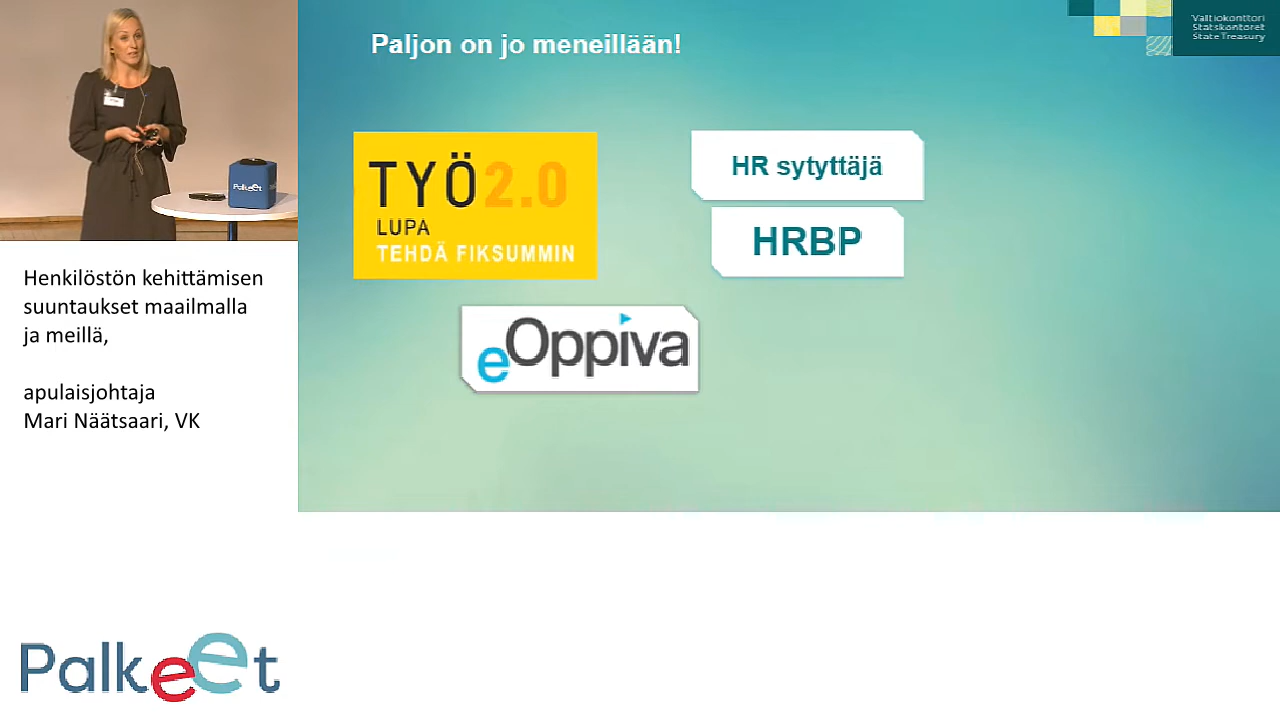 Paljon on jo meneillään!
Valtiokonttori
Statskontoret
State Treasury
TYÖ2.0
LUPA
TEHDÄ FIKSUMMIN
HR sytyttäjä
HRBP
eOppiva
Palkeet
Henkilöstön kehittämisen
suuntaukset maailmalla
ja meillä,
apulaisjohtaja
Mari Näätsaari, VK
Palkeet